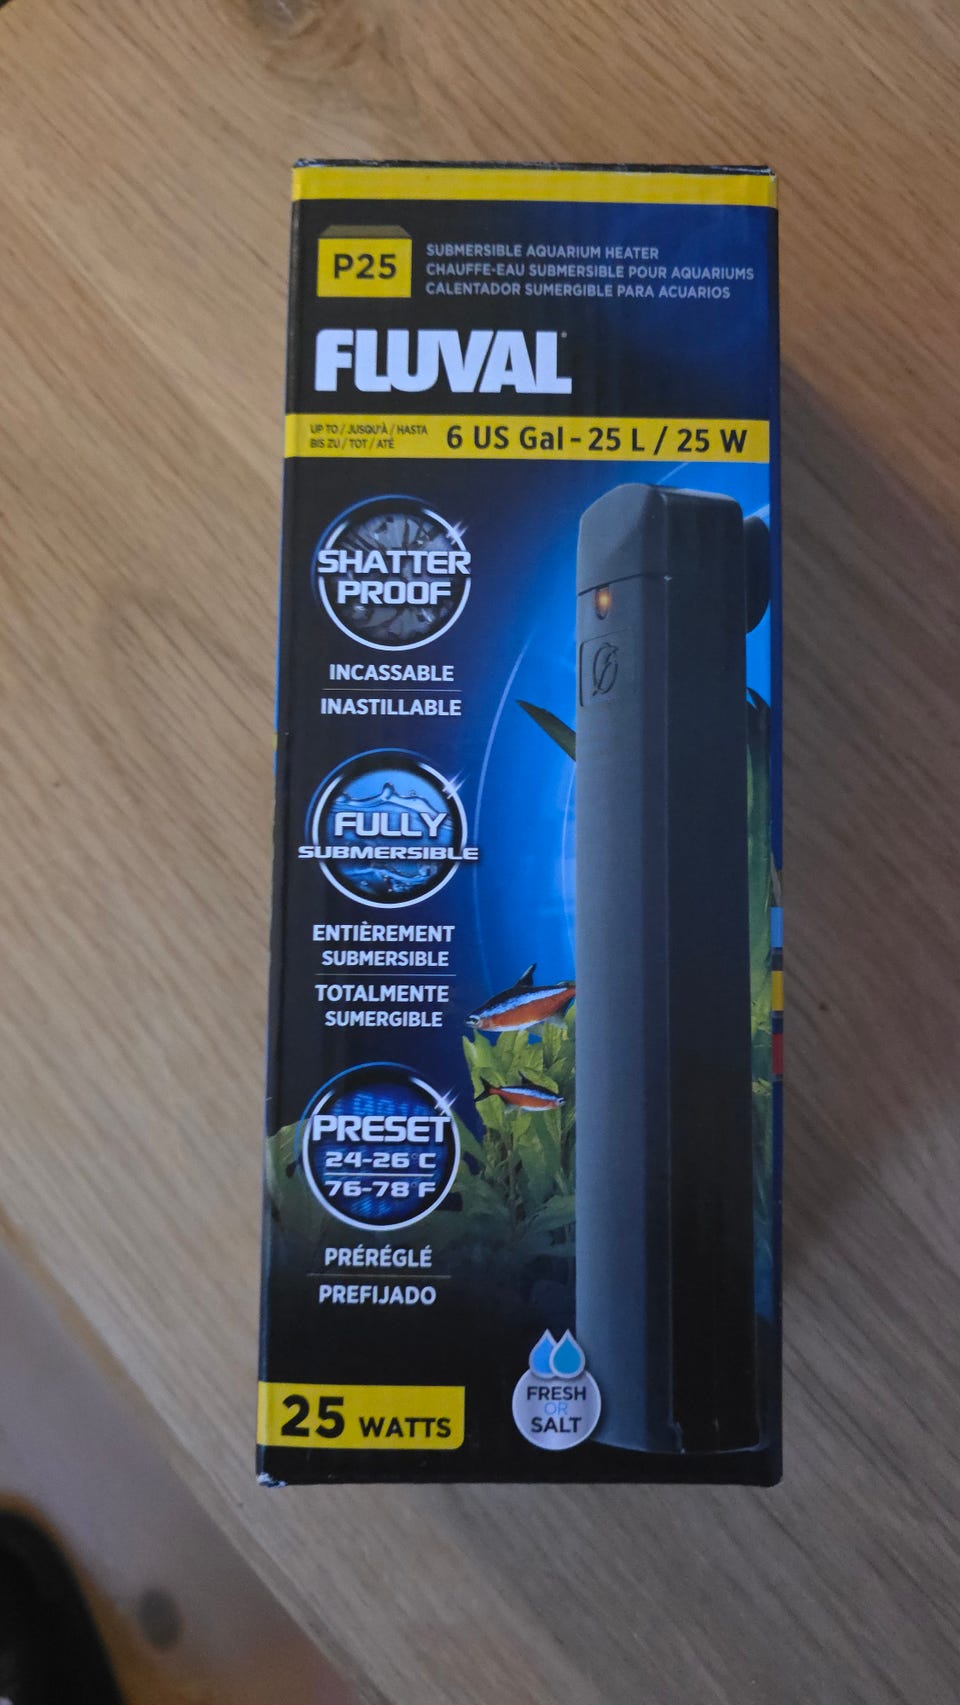 P25
SUBMERSIBLE AQUARIUM HEATER
CHAUFFE-EAU SUBMERSIBLE POUR AQUARIUMS
CALENTADOR SUMERGIBLE PARA ACUARIOS
FLUVAL
UP TO / JUSQU'À / HASTA
BIS ZU / TOT / ATÉ
6 US Gal - 25 L / 25 W
SHATTER
PROOF
INCASSABLE
INASTILLABLE
FULLY
SUBMERSIBLE
ENTIÈREMENT
SUBMERSIBLE
TOTALMENTE
SUMERGIBLE
PRESET
24-26°C
76-78°F
PRÉRÉGLÉ
PREFIJADO
25 WATTS
FRESH
OR
SALT